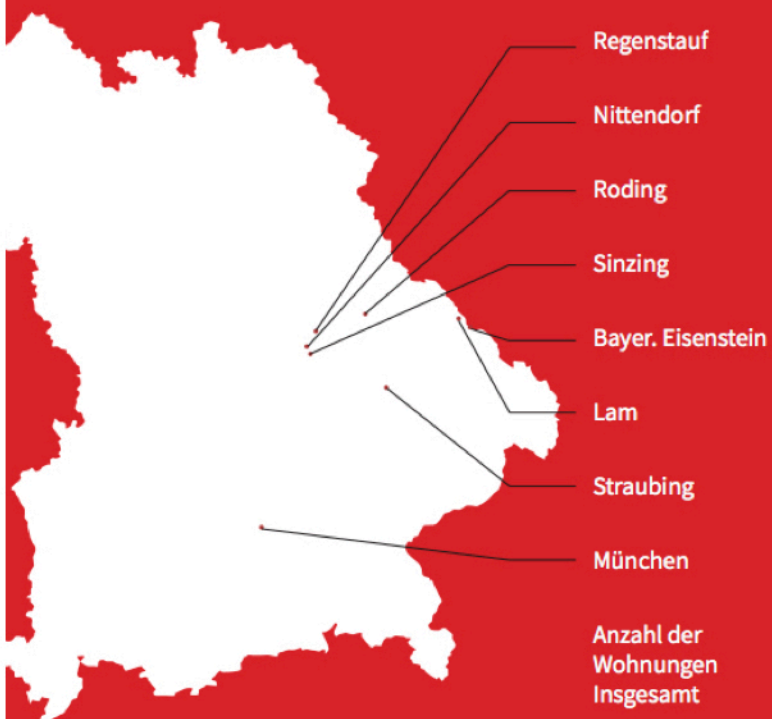 Regenstauf
Nittendorf
Roding
Sinzing
Bayer. Eisenstein
Lam
Straubing
München
Anzahl der
Wohnungen
Insgesamt